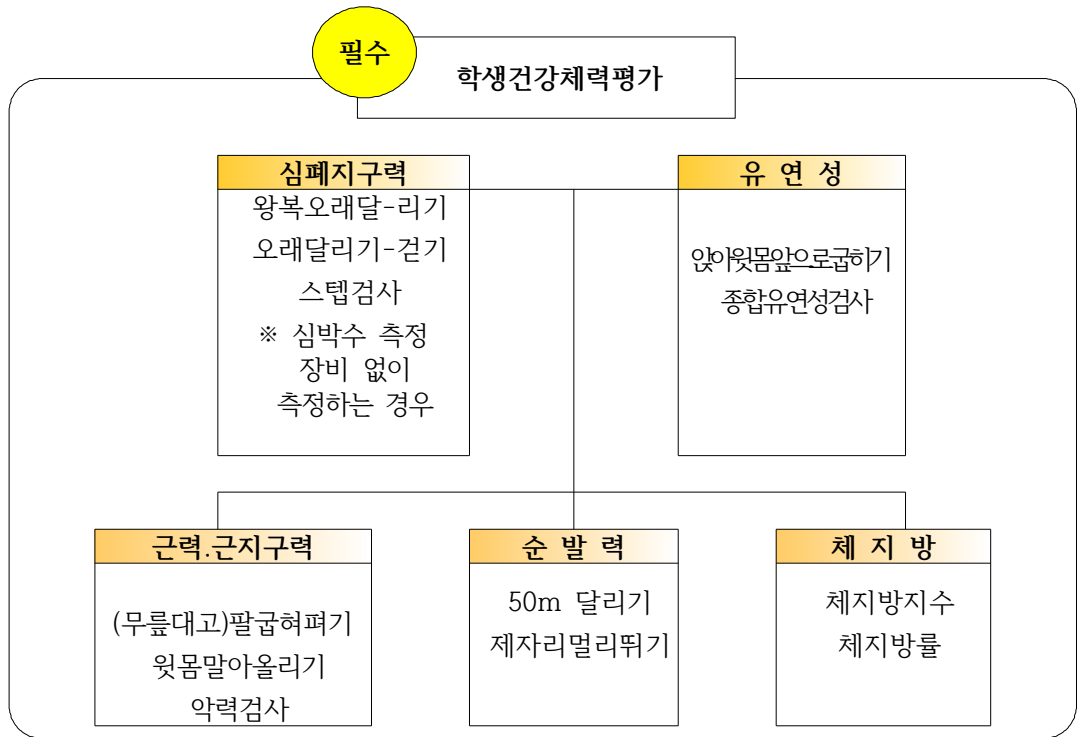 필수
학생건강체력평가
심폐지구력
왕복오래달-리기
오래달리기-걷기
스텝검사
※ 심박수 측정
장비 없이
측정하는 경우
유 연 성
앉아윗몸앞으로굽히기
종합유연성검사
근력.근지구력
(무릎대고)팔굽혀펴기
윗몸말아올리기
악력검사
순 발 력
50m 달리기
제자리멀리뛰기
체 지 방
체지방지수
체지방률